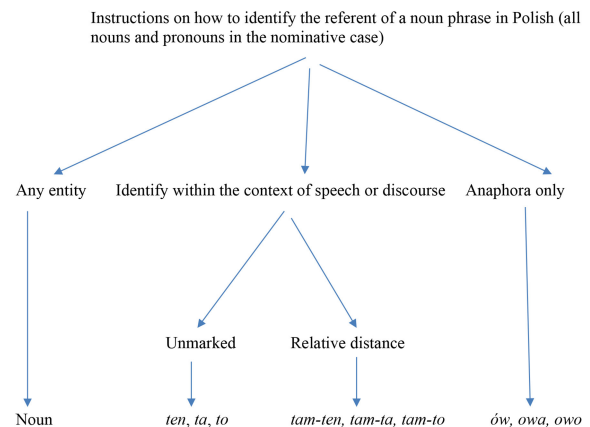 Instructions on how to identify the referent of a noun phrase in Polish (all
nouns and pronouns in the nominative case)
Any entity Identify within the context of speech or discourse Anaphora only
Unmarked Relative distance
Noun ten, ta, to tam-ten, tam-ta, tam-to ów, owa, owo